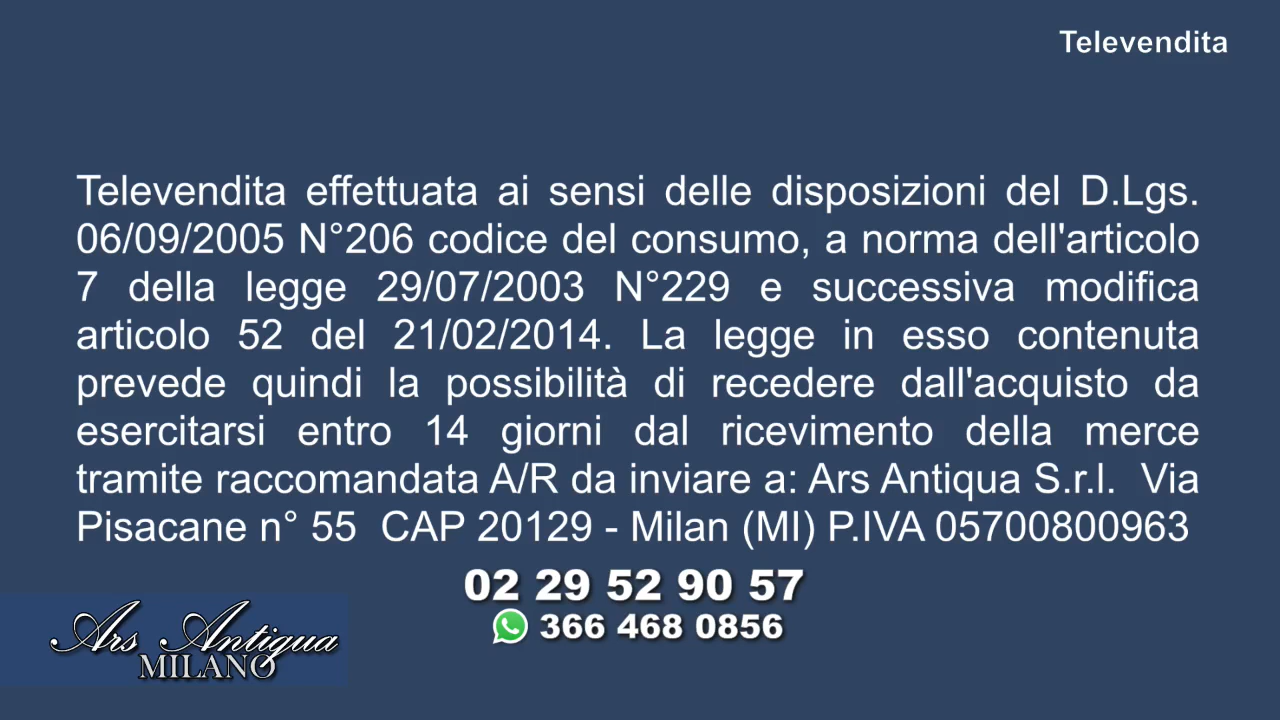 Televendita
Televendita effettuata ai sensi delle disposizioni del D.Lgs.
06/09/2005 N°206 codice del consumo, a norma dell'articolo
7 della legge 29/07/2003 N°229 e successiva modifica
articolo 52 del 21/02/2014. La legge in esso contenuta
prevede quindi la possibilità di recedere dall'acquisto da
esercitarsi entro 14 giorni dal ricevimento della merce
tramite raccomandata A/R da inviare a: Ars Antiqua S.r.l. Via
Pisacane n° 55 CAP 20129 - Milan (MI) P.IVA 05700800963
02 29 52 90 57
366 468 0856
Ars Antiqua
MILANO